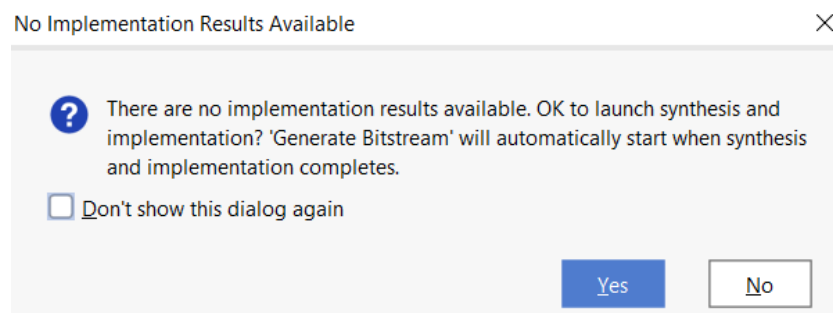 No Implementation Results Available
There are no implementation results available. OK to launch synthesis and
implementation? 'Generate Bitstream' will automatically start when synthesis
and implementation completes.
Don't show this dialog again
Yes No